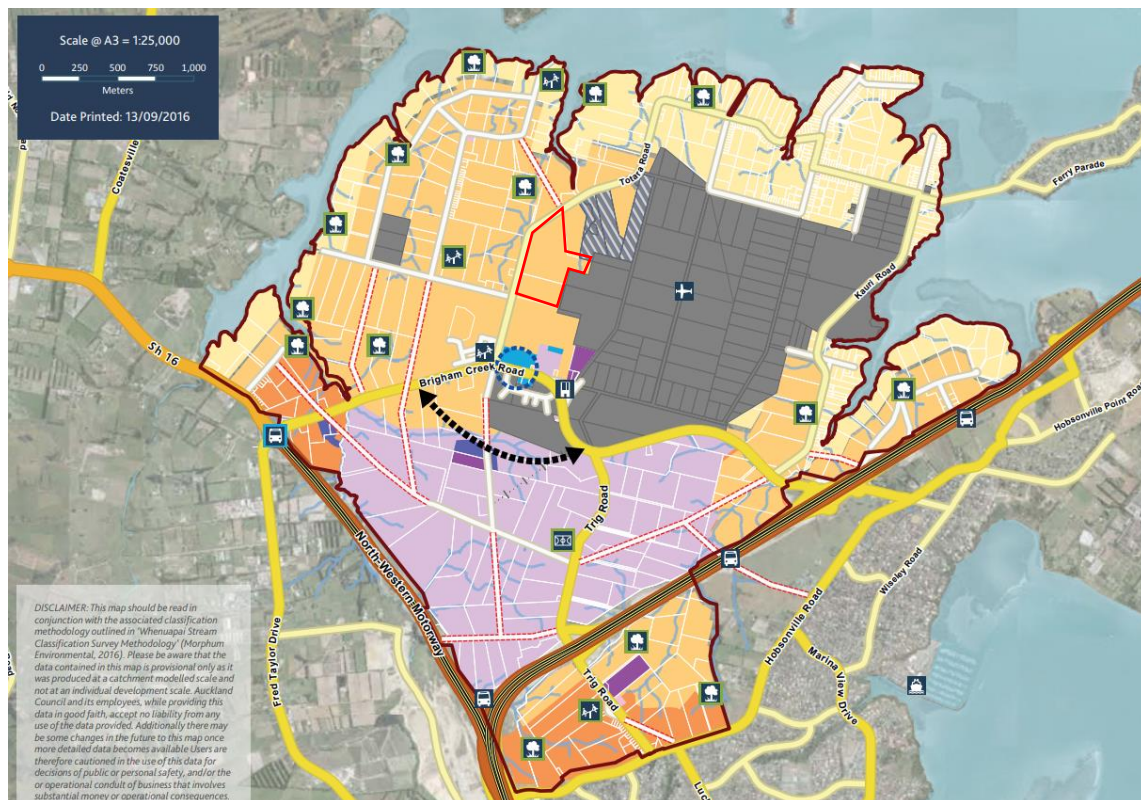 Scale @ A3 = 1:25,000
0 250 500 750 1,000
Meters
Date Printed: 13/09/2016
Coatesville
Totara Road
Ferry Parade
Kauri Road
Sh 16
Brigham Creek Road
Hobsonville Point Road
Trig Road
Wiseley Road
North-Western Motorway
Hobsonville Road
Fred Taylor Drive
Trig Road
Marina View Drive
DISCLAIMER: This map should be read in
conjunction with the associated classification
methodology outlined in "Whenuapai Stream
Classification Survey Methodology' (Morphum
Environmental, 2016). Please be aware that the
data contained in this map is provisional only as it
was produced at a catchment modelled scale and
not at an individual development scale. Auckland
Council and its employees, while providing this
data in good faith, accept no liability from any
use of the data provided. Additionally there may
be some changes in the future to this map once
more detailed data becomes available Users are
therefore cautioned in the use of this data for
decisions of public or personal safety, and/or the
or operational conduit of business that involves
substantial money or operational consequences.